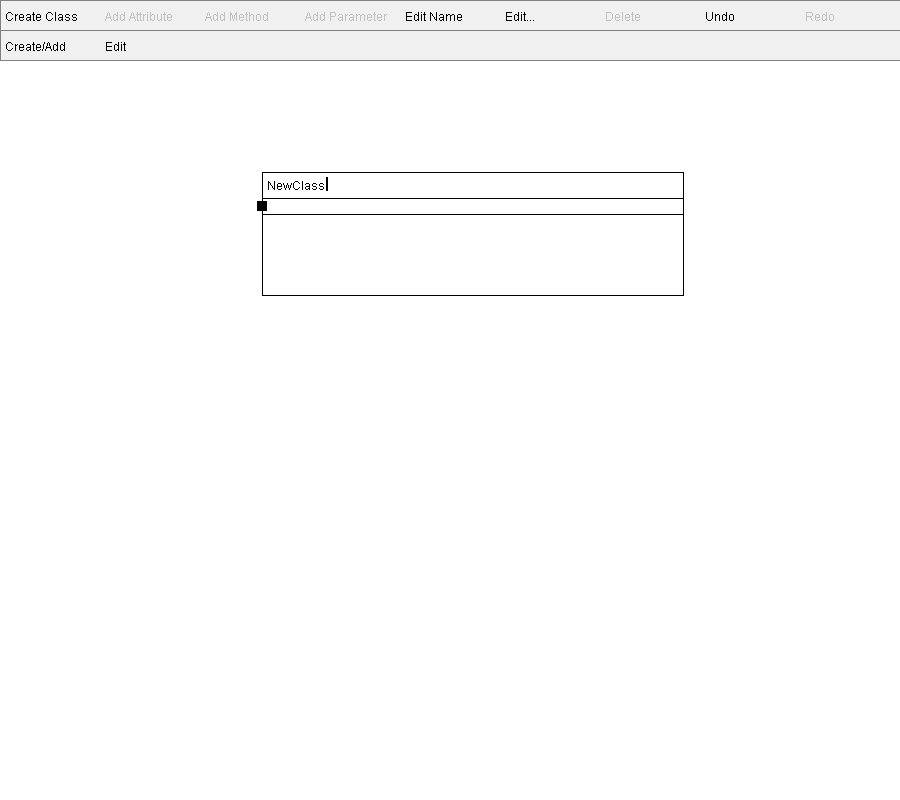 Create Class Add Attribute Add Method Add Parameter Edit Name Edit... Delete Undo Redo
Create/Add Edit
NewClass